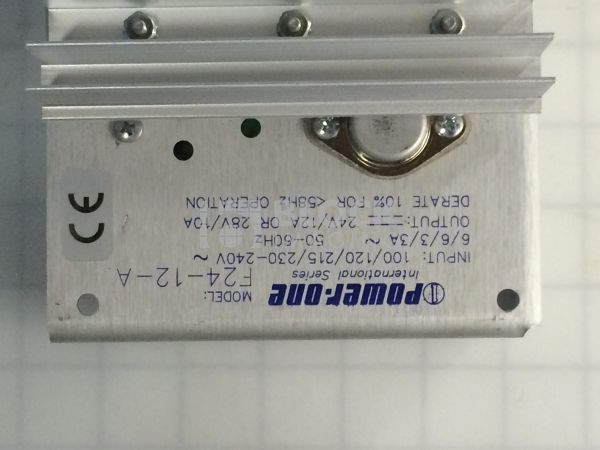 power-one
International Series
MODEL: F24-12-A
INPUT: 100/120/215/230-240V ~
6/6/3/3A ~ 50-60Hz
OUTPUT: ⎓ 24V/12A OR 28V/10A
DERATE 10% FOR <58Hz OPERATION
CE